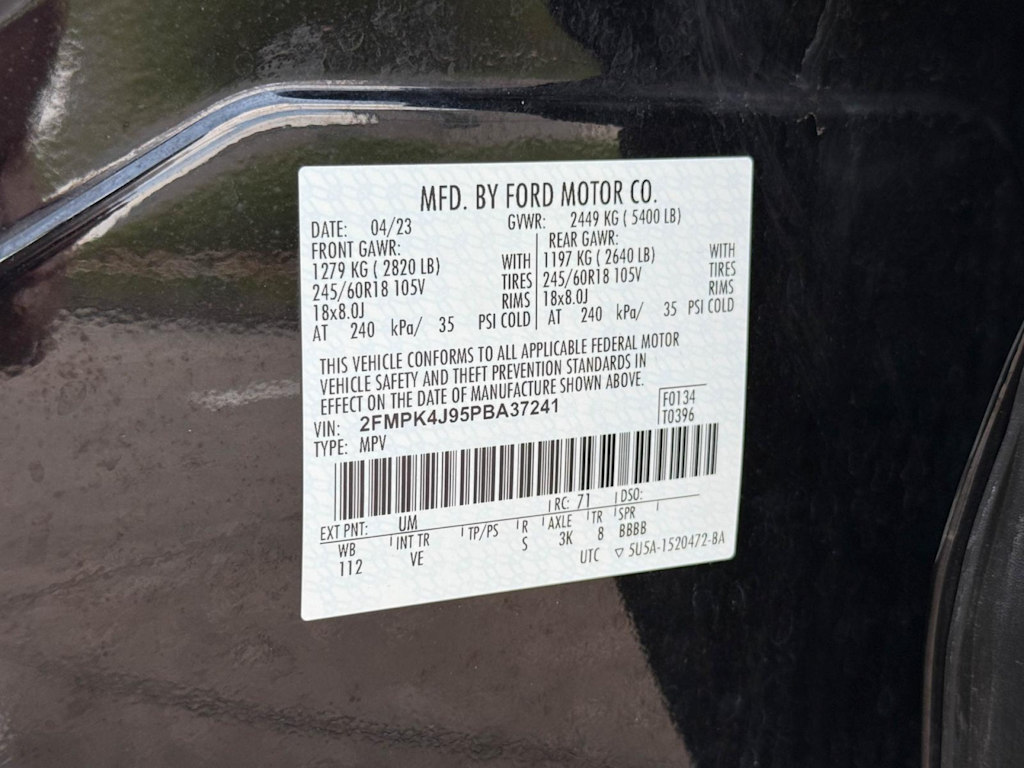 MFD. BY FORD MOTOR CO.
DATE: 04/23 GVWR: 2449 KG ( 5400 LB)
FRONT GAWR: REAR GAWR:
1279 KG ( 2820 LB) WITH 1197 KG ( 2640 LB) WITH
245/60R18 105V TIRES 245/60R18 105V TIRES
18x8.0J RIMS 18x8.0J RIMS
AT 240 kPa/ 35 PSI COLD AT 240 kPa/ 35 PSI COLD
THIS VEHICLE CONFORMS TO ALL APPLICABLE FEDERAL MOTOR
VEHICLE SAFETY AND THEFT PREVENTION STANDARDS IN
EFFECT ON THE DATE OF MANUFACTURE SHOWN ABOVE.
VIN: 2FMPK4J95PBA37241 F0134
TYPE: MPV T0396
EXT PNT: UM RC: 71 DSO:
WB INT TR TP/PS R AXLE TR SPR
112 VE S 3K 8 BBBB
UTC ▽ 5U5A-1520472-BA